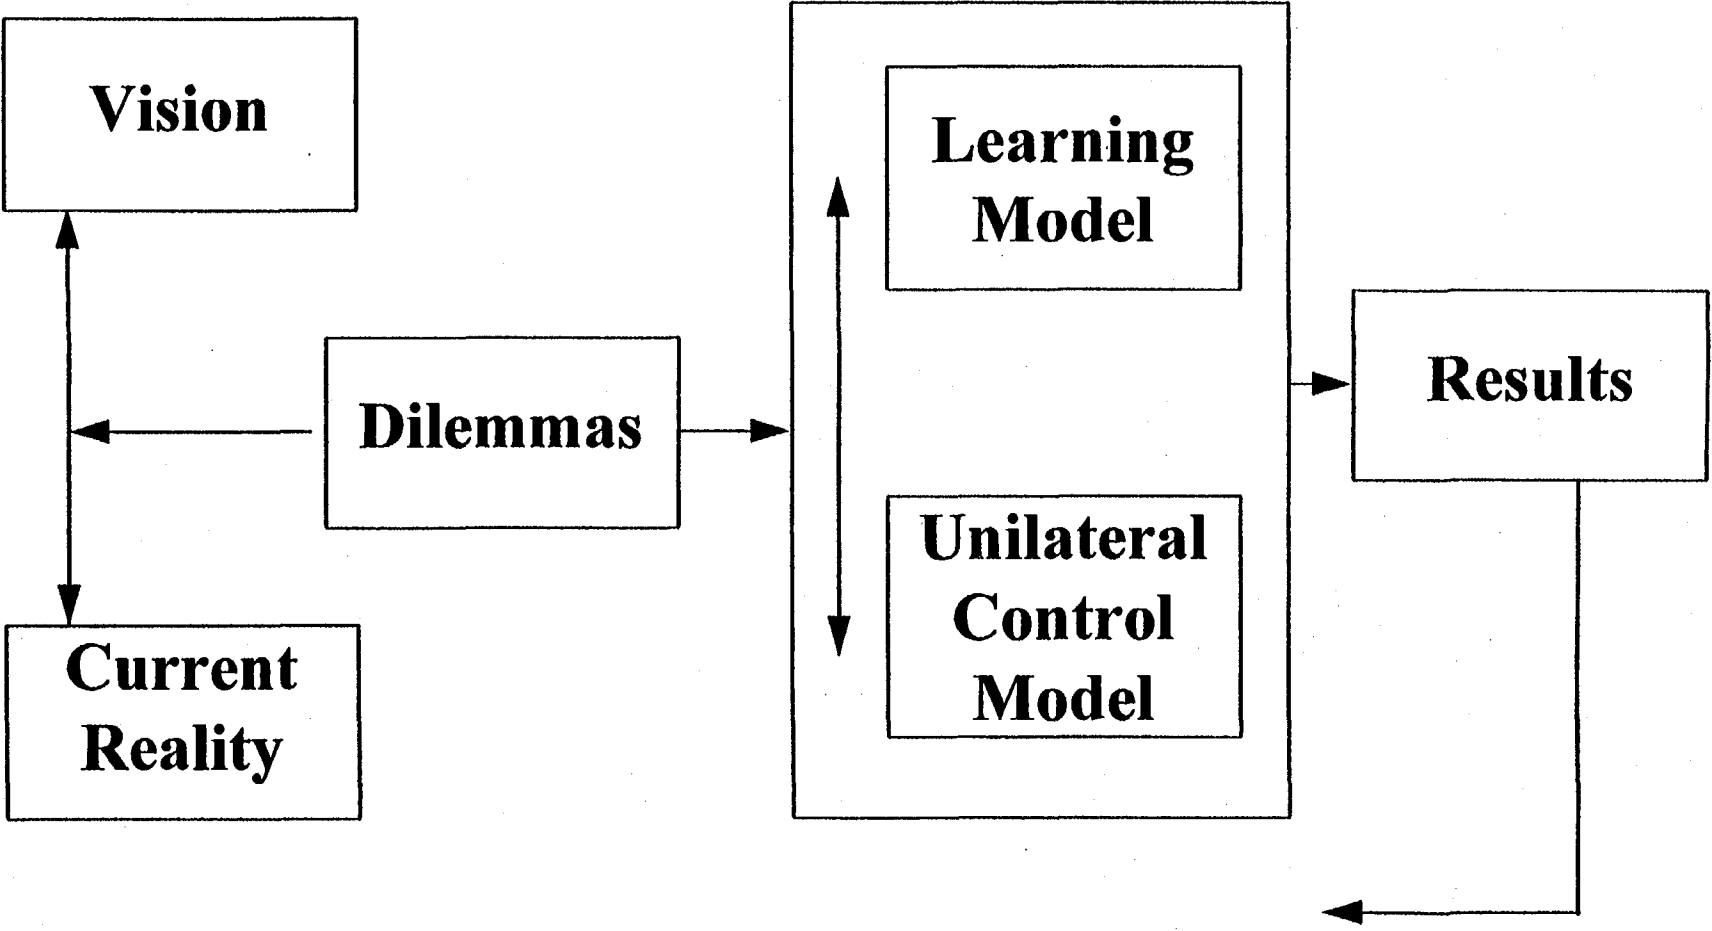 Vision
Current
Reality
Dilemmas
Learning
Model
Unilateral
Control
Model
Results